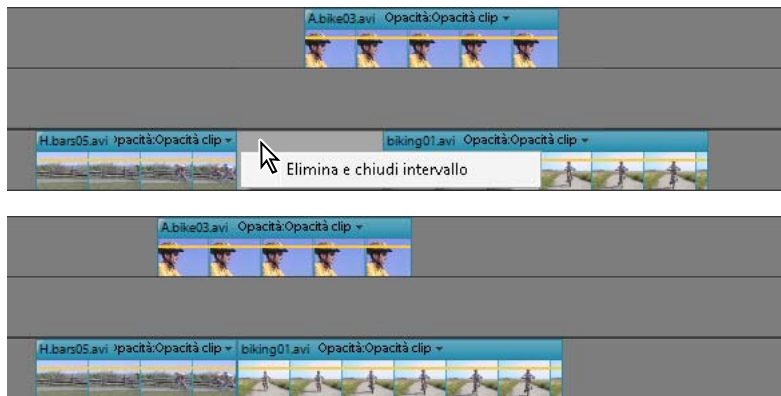 A.bike03.avi Opacità:Opacità clip
H.bars05.avi pacità:Opacità clip
biking01.avi Opacità:Opacità clip
Elimina e chiudi intervallo
A.bike03.avi Opacità:Opacità clip
H.bars05.avi pacità:Opacità clip
biking01.avi Opacità:Opacità clip